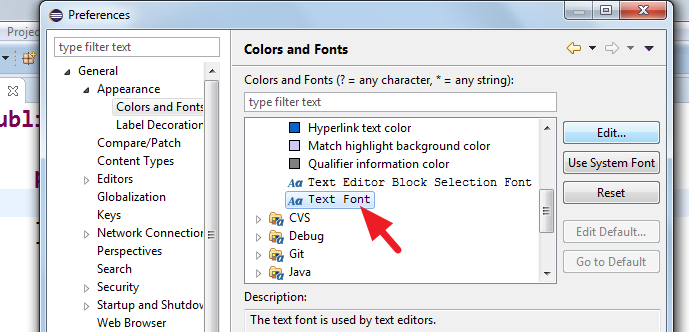 Preferences
Projec
type filter text
General
Appearance
Colors and Fonts
Label Decoration
Compare/Patch
Content Types
Editors
Globalization
Keys
Network Connection
Perspectives
Search
Security
Startup and Shutdow
Web Browser
Colors and Fonts
Colors and Fonts (? = any character, * = any string):
type filter text
Hyperlink text color
Match highlight background color
Qualifier information color
Aa Text Editor Block Selection Font
Aa Text Font
CVS
Debug
Git
Java
Edit...
Use System Font
Reset
Edit Default...
Go to Default
Description:
The text font is used by text editors.
ubli